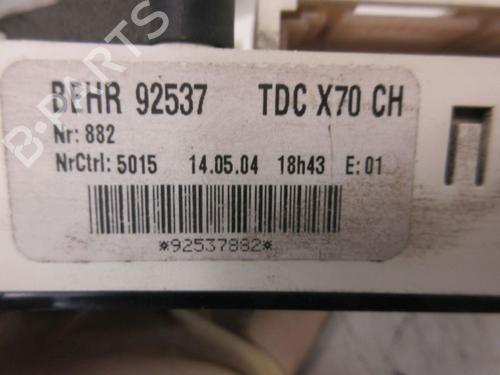 BEHR 92537 TDC X70 CH
Nr: 882
NrCtrl: 5015 14.05.04 18h43 E: 01
*92537882*
B-PARTS